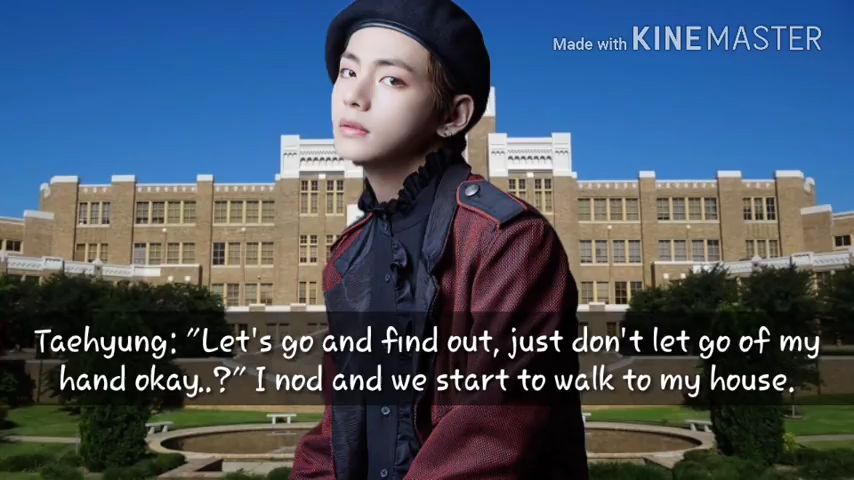 Made with KINEMASTER
Taehyung: "Let's go and find out, just don't let go of my
hand okay..?" I nod and we start to walk to my house.